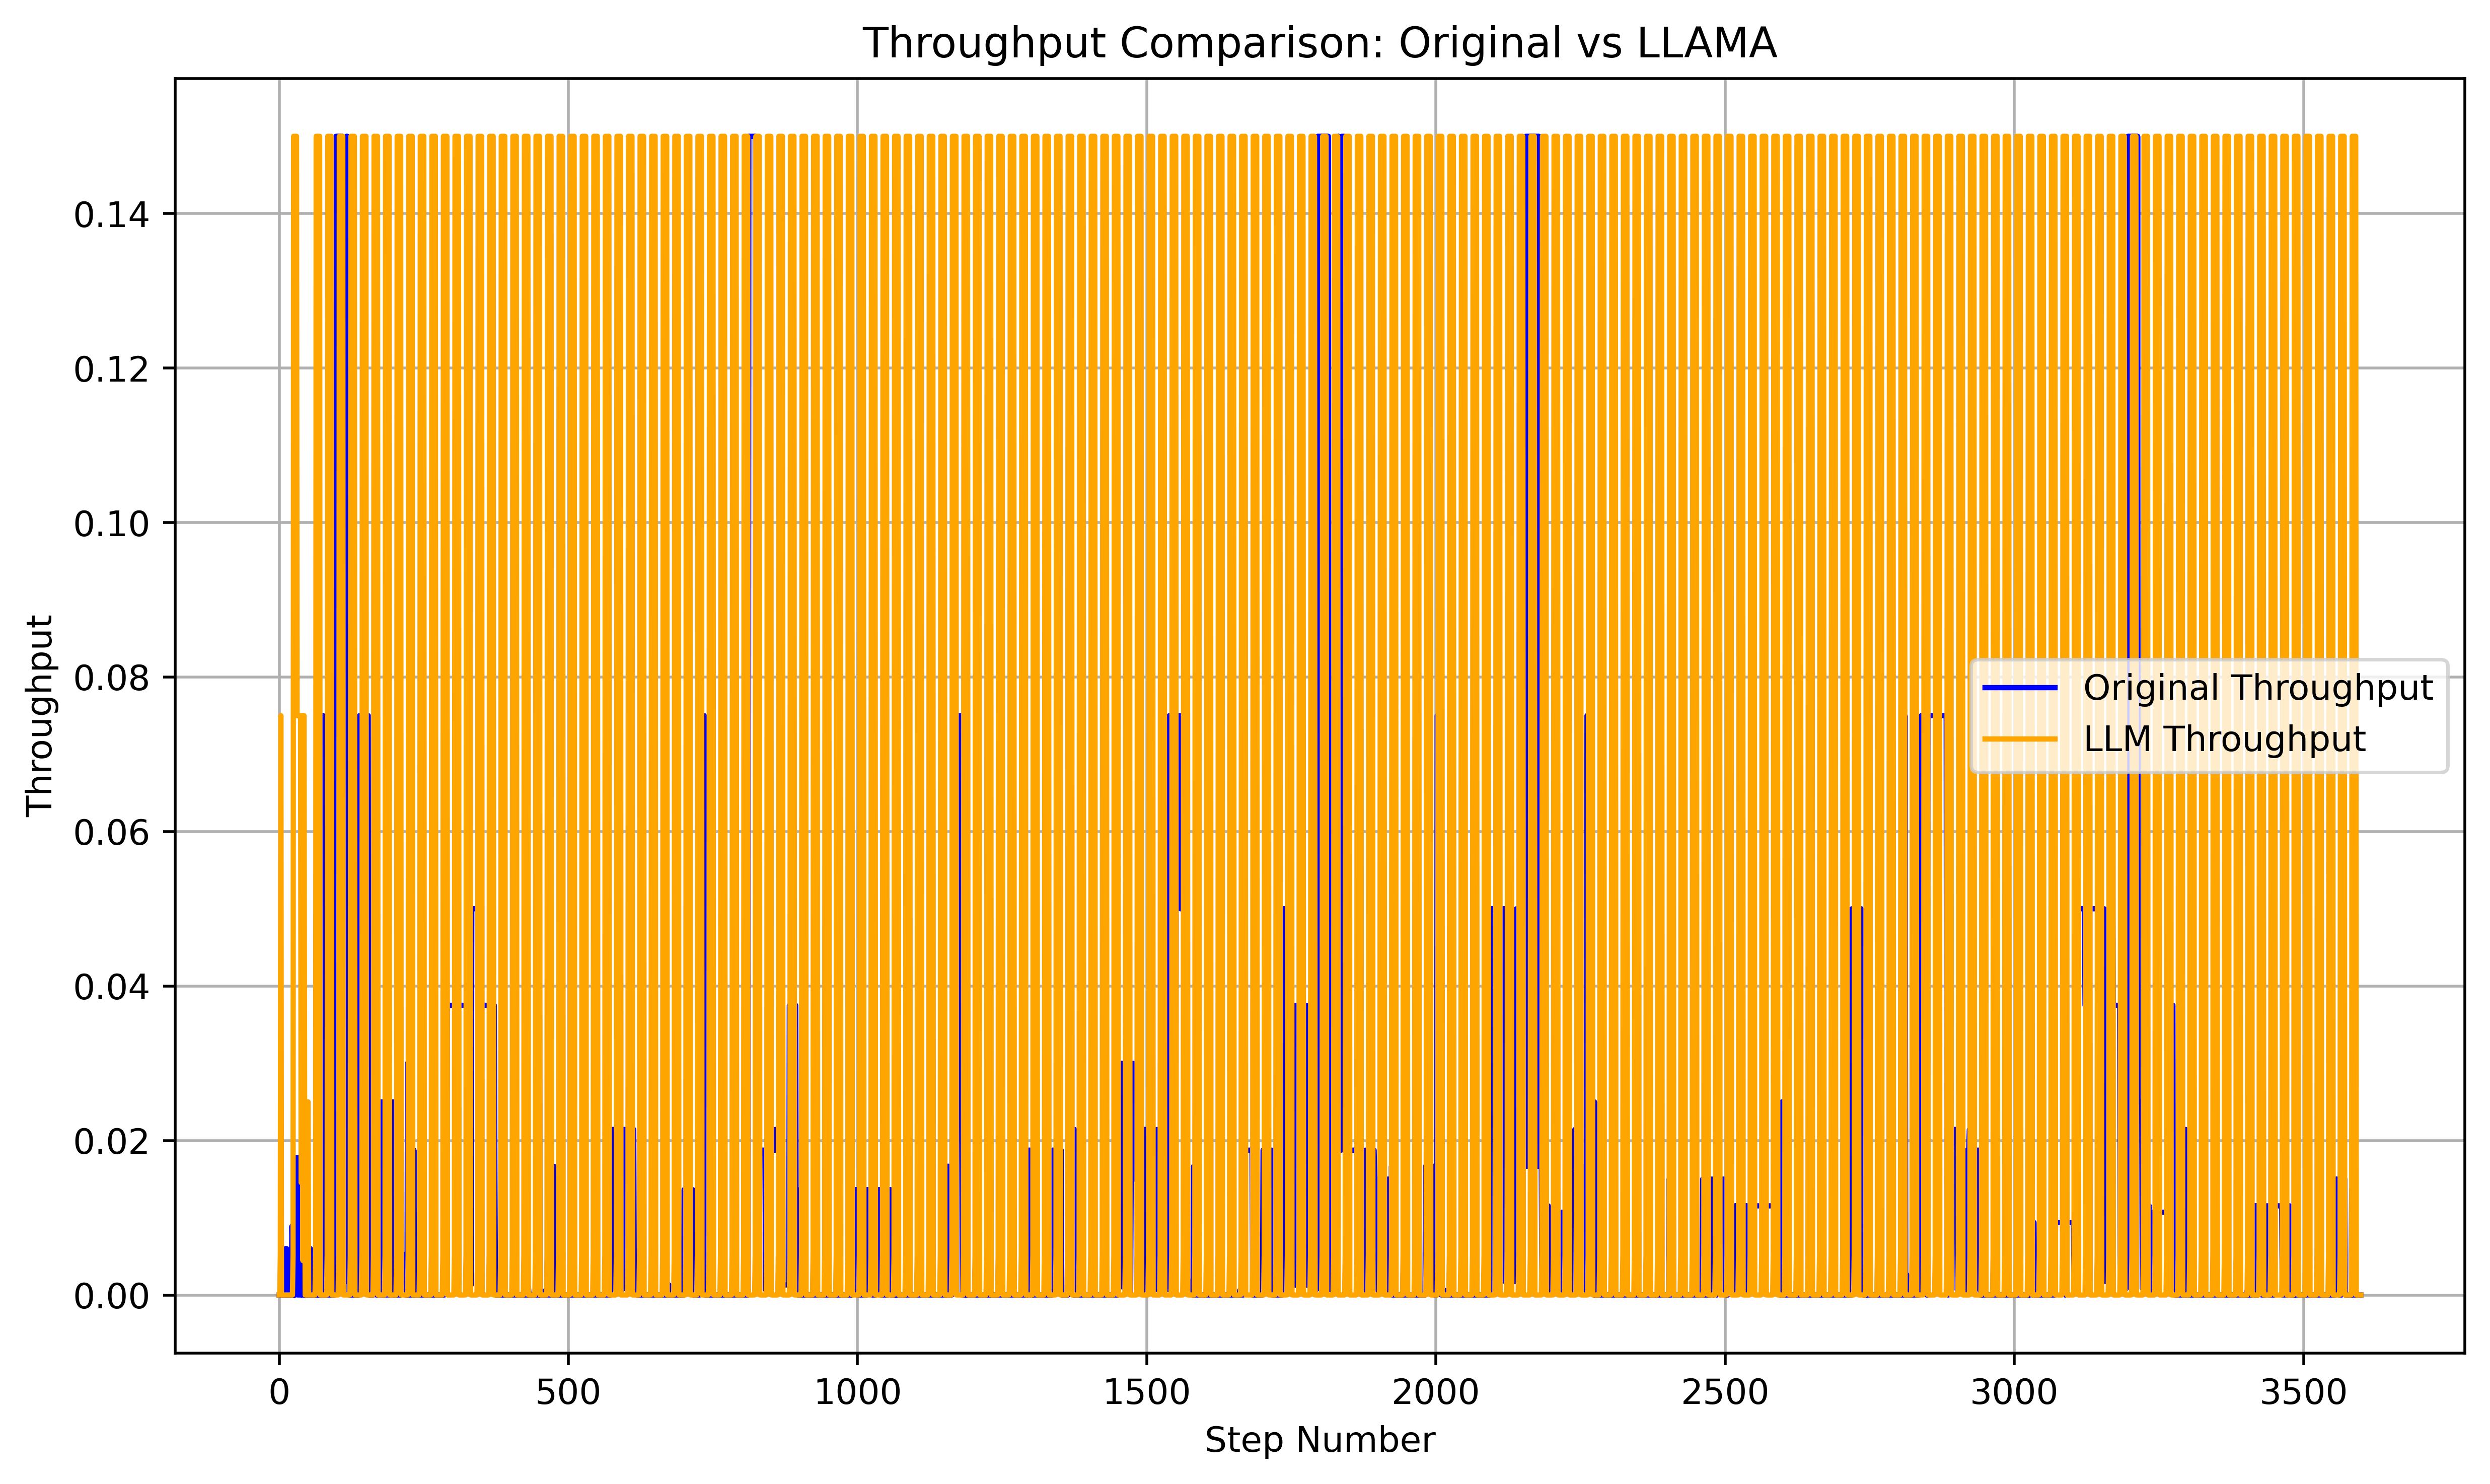 Throughput Comparison: Original vs LLAMA
0.14
0.12
0.10
0.08
0.06
0.04
0.02
0.00
Throughput
Original Throughput
LLM Throughput
0 500 1000 1500 2000 2500 3000 3500
Step Number